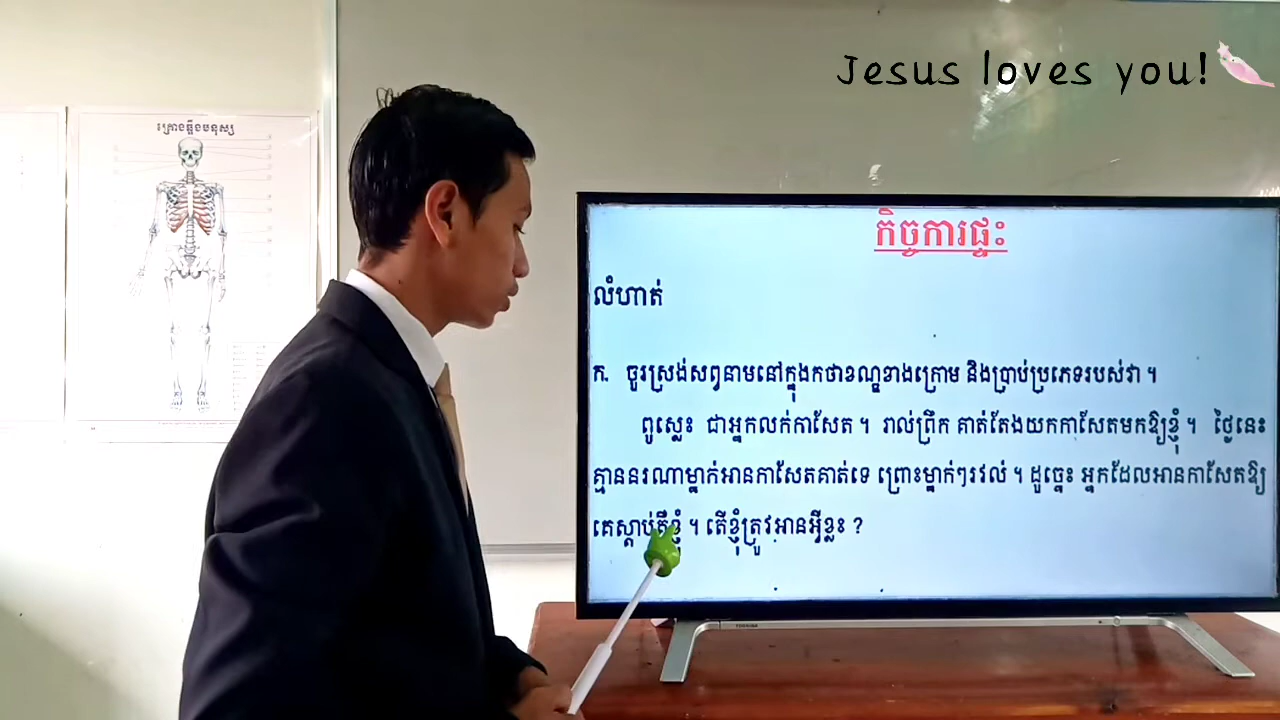 Jesus loves you!
គ្រោងឆ្អឹងមនុស្ស
កិច្ចការផ្ទះ
លំហាត់
ក. ចូរស្រង់សព្វនាមនៅក្នុងកថាខណ្ឌខាងក្រោម និងប្រាប់ប្រភេទរបស់វា ។
ពូស្លេះ ជាអ្នកលក់កាសែត ។ រាល់ព្រឹក គាត់តែងយកកាសែតមកឱ្យខ្ញុំ ។ ថ្ងៃនេះ
គ្មាននរណាម្នាក់អានកាសែតគាត់ទេ ព្រោះម្នាក់ៗរវល់ ។ ដូច្នេះ អ្នកដែលអានកាសែតឱ្យ
គេស្តាប់គឺខ្ញុំ ។ តើខ្ញុំត្រូវអានអ្វីខ្លះ ?
TOSHIBA